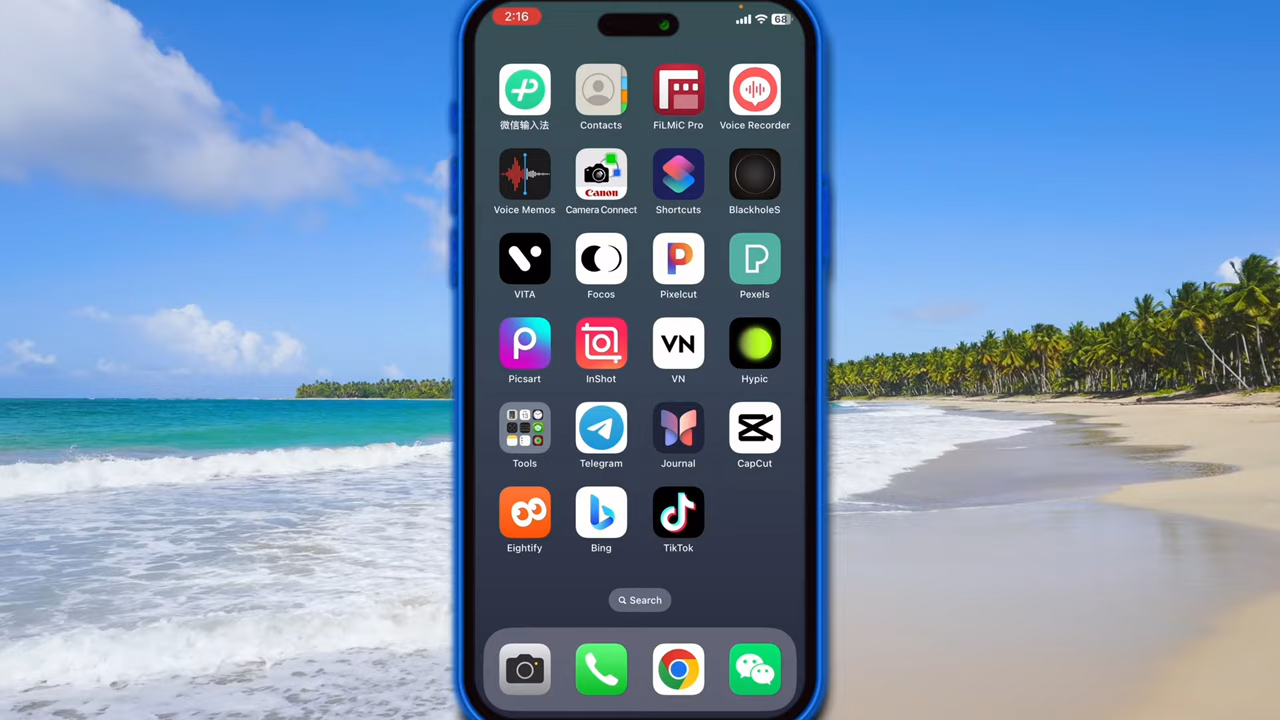 2:16
68
微信输入法
Contacts
FiLMiC Pro
Voice Recorder
Canon
Voice Memos
Camera Connect
Shortcuts
BlackholeS
VITA
Focos
Pixelcut
Pexels
VN
Picsart
InShot
VN
Hypic
Tools
Telegram
Journal
CapCut
Eightify
Bing
TikTok
Search